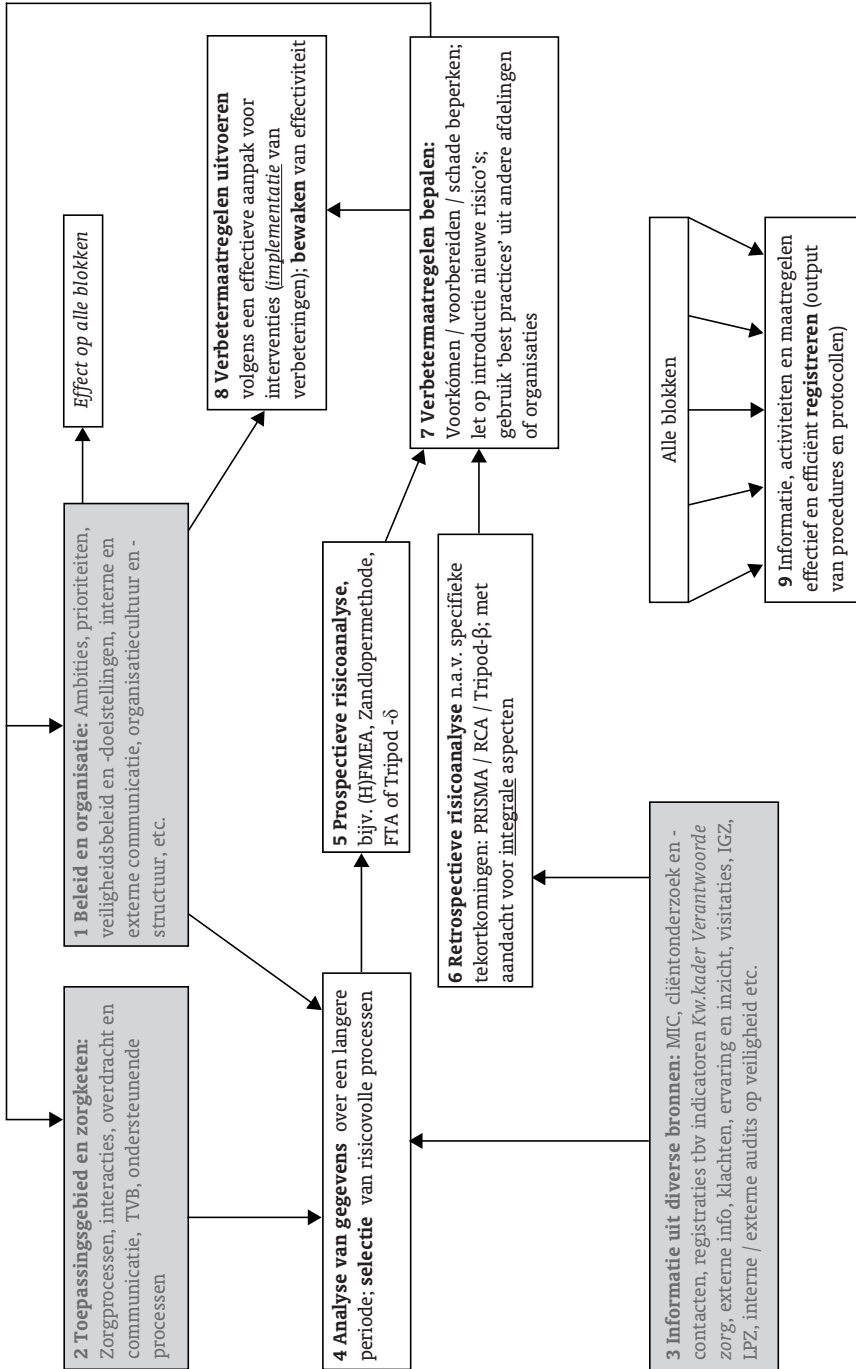 1 Beleid en organisatie: Ambities, prioriteiten,
veiligheidsbeleid en -doelstellingen, interne en
externe communicatie, organisatiecultuur en -
structuur, etc.
Effect op alle blokken
2 Toepassingsgebied en zorgketen:
Zorgprocessen, interacties, overdracht en
communicatie, TVB, ondersteunende
processen
3 Informatie uit diverse bronnen: MIC, cliëntonderzoek en -
contacten, registraties tbv indicatoren Kw.kader Verantwoorde
zorg, externe info, klachten, ervaring en inzicht, visitaties, IGZ,
LPZ, interne / externe audits op veiligheid etc.
4 Analyse van gegevens over een langere
periode; selectie van risicovolle processen
5 Prospectieve risicoanalyse,
bijv. (H)FMEA, Zandlopermethode,
FTA of Tripod -δ
6 Retrospectieve risicoanalyse n.a.v. specifieke
tekortkomingen: PRISMA / RCA / Tripod-β; met
aandacht voor integrale aspecten
7 Verbetermaatregelen bepalen:
Voorkómen / voorbereiden / schade beperken;
let op introductie nieuwe risico's;
gebruik 'best practices' uit andere afdelingen
of organisaties
8 Verbetermaatregelen uitvoeren
volgens een effectieve aanpak voor
interventies (implementatie van
verbeteringen); bewaken van effectiviteit
Alle blokken
9 Informatie, activiteiten en maatregelen
effectief en efficiënt registreren (output
van procedures en protocollen)